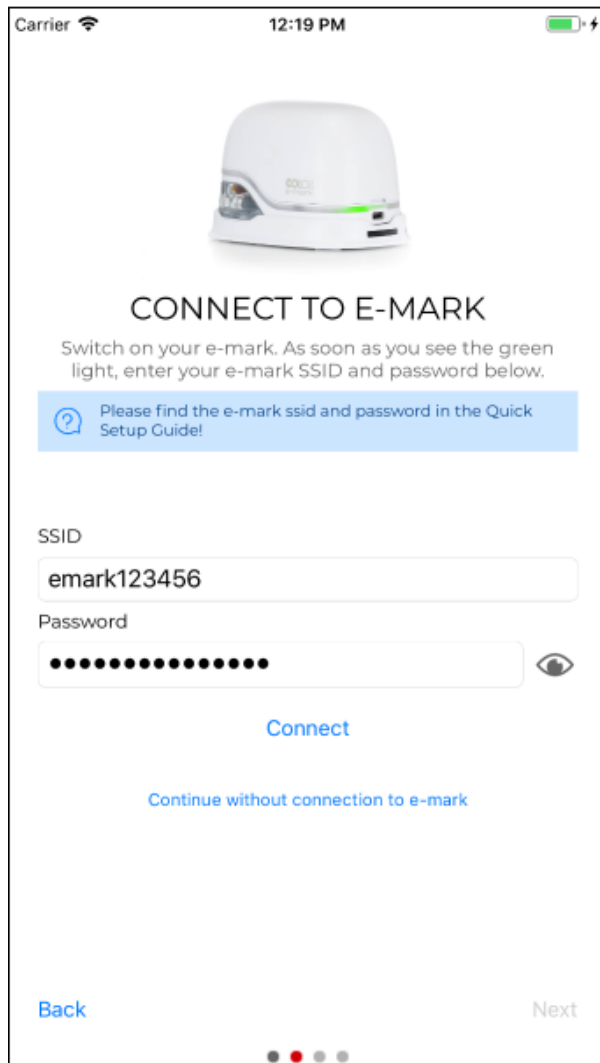 Carrier
12:19 PM
COLOP
e-mark
CONNECT TO E-MARK
Switch on your e-mark. As soon as you see the green
light, enter your e-mark SSID and password below.
Please find the e-mark ssid and password in the Quick
Setup Guide!
SSID
emark123456
Password
Connect
Continue without connection to e-mark
Back
Next